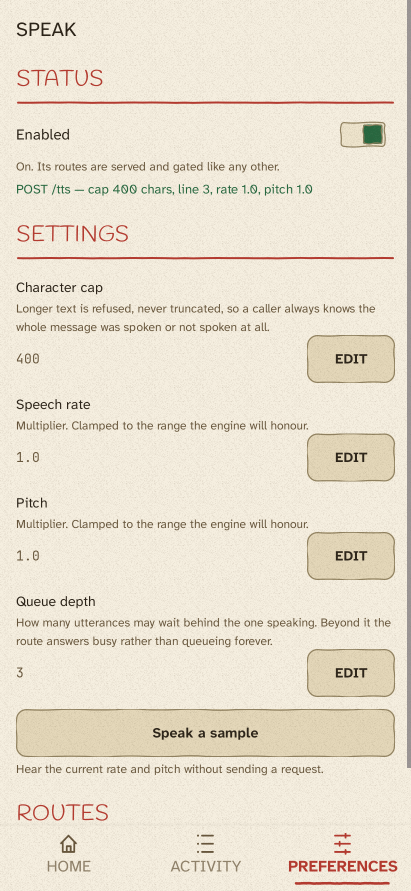 SPEAK
STATUS
Enabled
On. Its routes are served and gated like any other.
POST /tts — cap 400 chars, line 3, rate 1.0, pitch 1.0
SETTINGS
Character cap
Longer text is refused, never truncated, so a caller always knows the
whole message was spoken or not spoken at all.
400
EDIT
Speech rate
Multiplier. Clamped to the range the engine will honour.
1.0
EDIT
Pitch
Multiplier. Clamped to the range the engine will honour.
1.0
EDIT
Queue depth
How many utterances may wait behind the one speaking. Beyond it the
route answers busy rather than queueing forever.
3
EDIT
Speak a sample
Hear the current rate and pitch without sending a request.
ROUTES
HOME
ACTIVITY
PREFERENCES